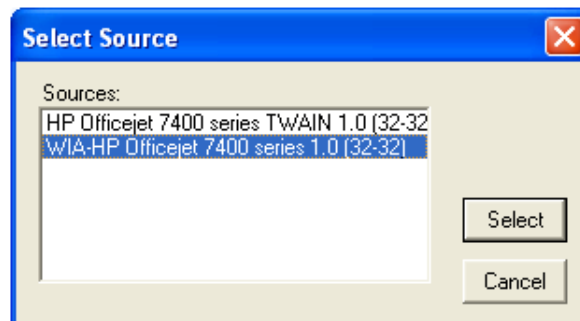 Select Source
Sources:
HP Officejet 7400 series TWAIN 1.0 (32-32
WIA-HP Officejet 7400 series 1.0 (32-32)
Select
Cancel